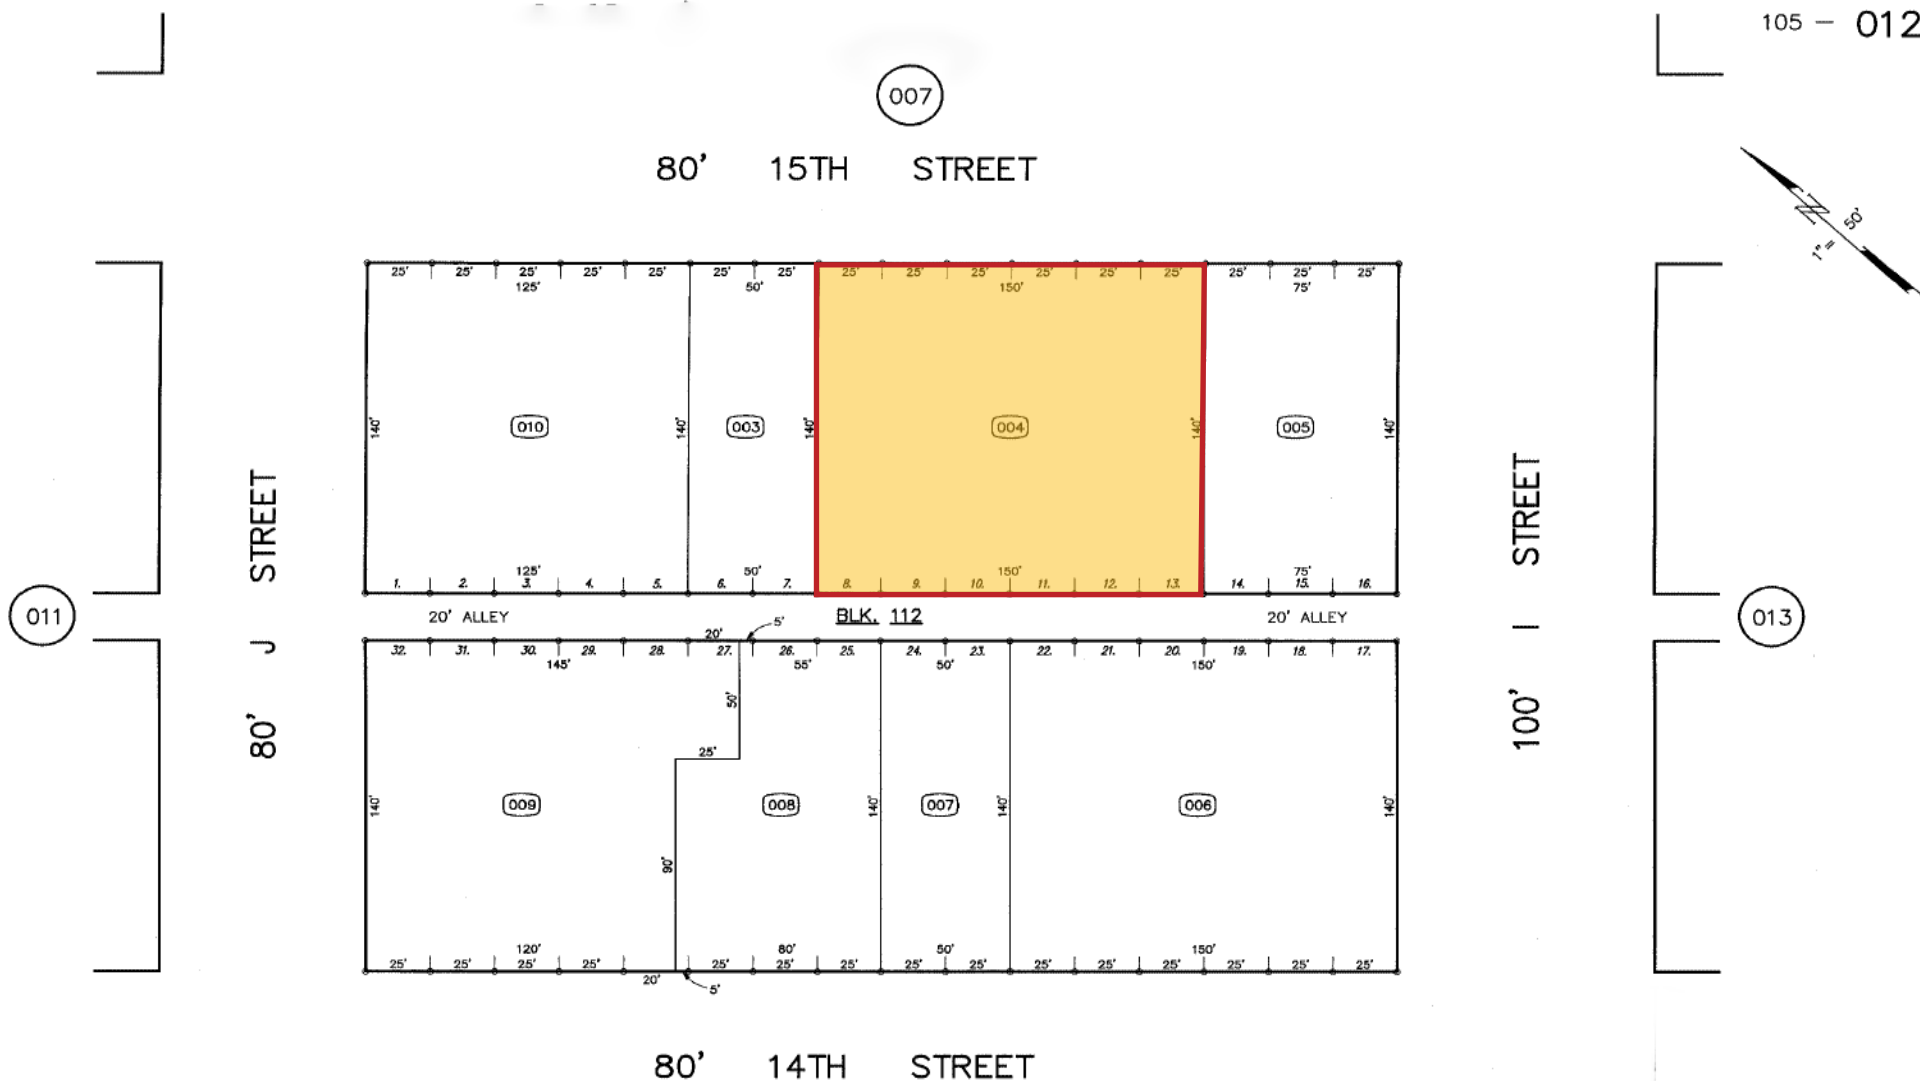 105 - 012
007
80' 15TH STREET
25' 25' 25' 25' 25' 25' 25' 25' 25' 25' 25' 25' 25' 25' 25' 25'
125' 50' 150' 75'
140' 010 140' 003 140' 004 140' 005 140'
125' 50' 150' 75'
1. 2. 3. 4. 5. 6. 7. 8. 9. 10. 11. 12. 13. 14. 15. 16.
20' ALLEY BLK. 112 20' ALLEY
20' 5'
32. 31. 30. 29. 28. 27. 26. 25. 24. 23. 22. 21. 20. 19. 18. 17.
145' 55' 50' 150'
50'
25'
140' 009 008 140' 007 140' 006 140'
90'
120' 80' 50' 150'
25' 25' 25' 25' 25' 25' 25' 25' 25' 25' 25' 25' 25' 25' 25'
20' 5'
80' 14TH STREET
80' J STREET
100' I STREET
011
013
N
1" = 50'